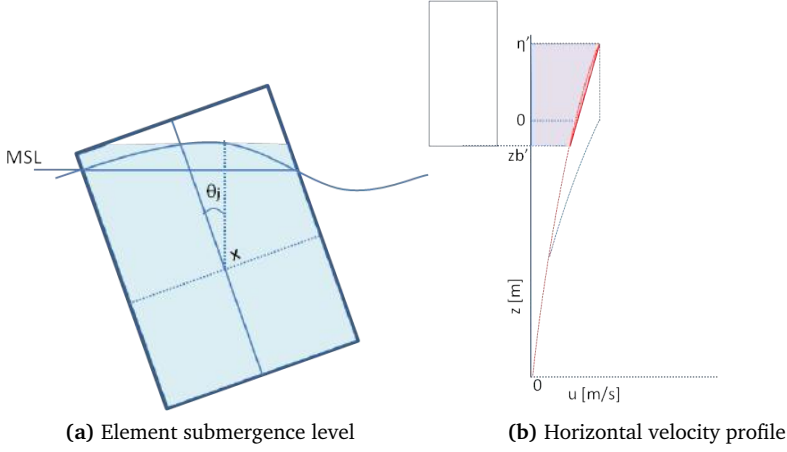 MSL
θj
x
η'
0
zb'
z [m]
0
u [m/s]
(a) Element submergence level
(b) Horizontal velocity profile